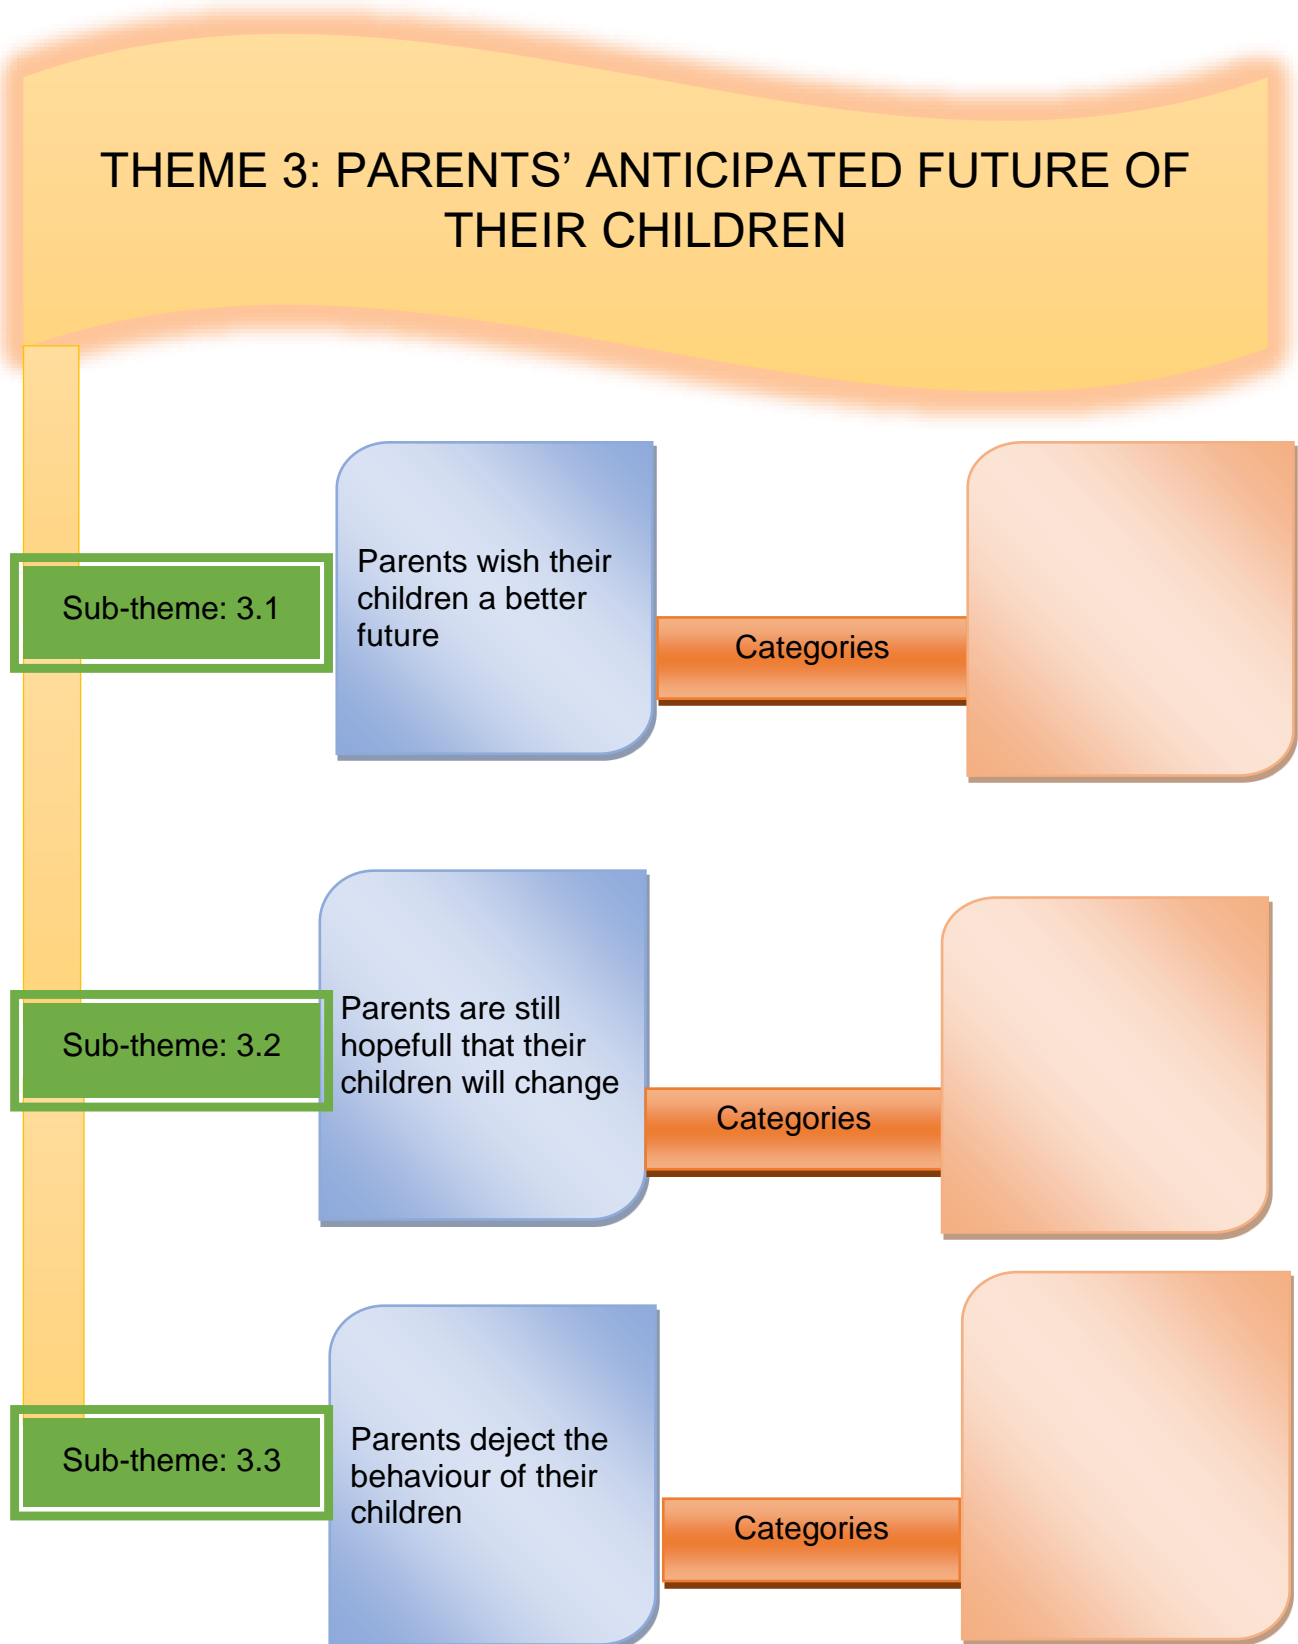 THEME 3: PARENTS’ ANTICIPATED FUTURE OF
THEIR CHILDREN
Sub-theme: 3.1
Parents wish their
children a better
future
Categories
Sub-theme: 3.2
Parents are still
hopefull that their
children will change
Categories
Sub-theme: 3.3
Parents deject the
behaviour of their
children
Categories